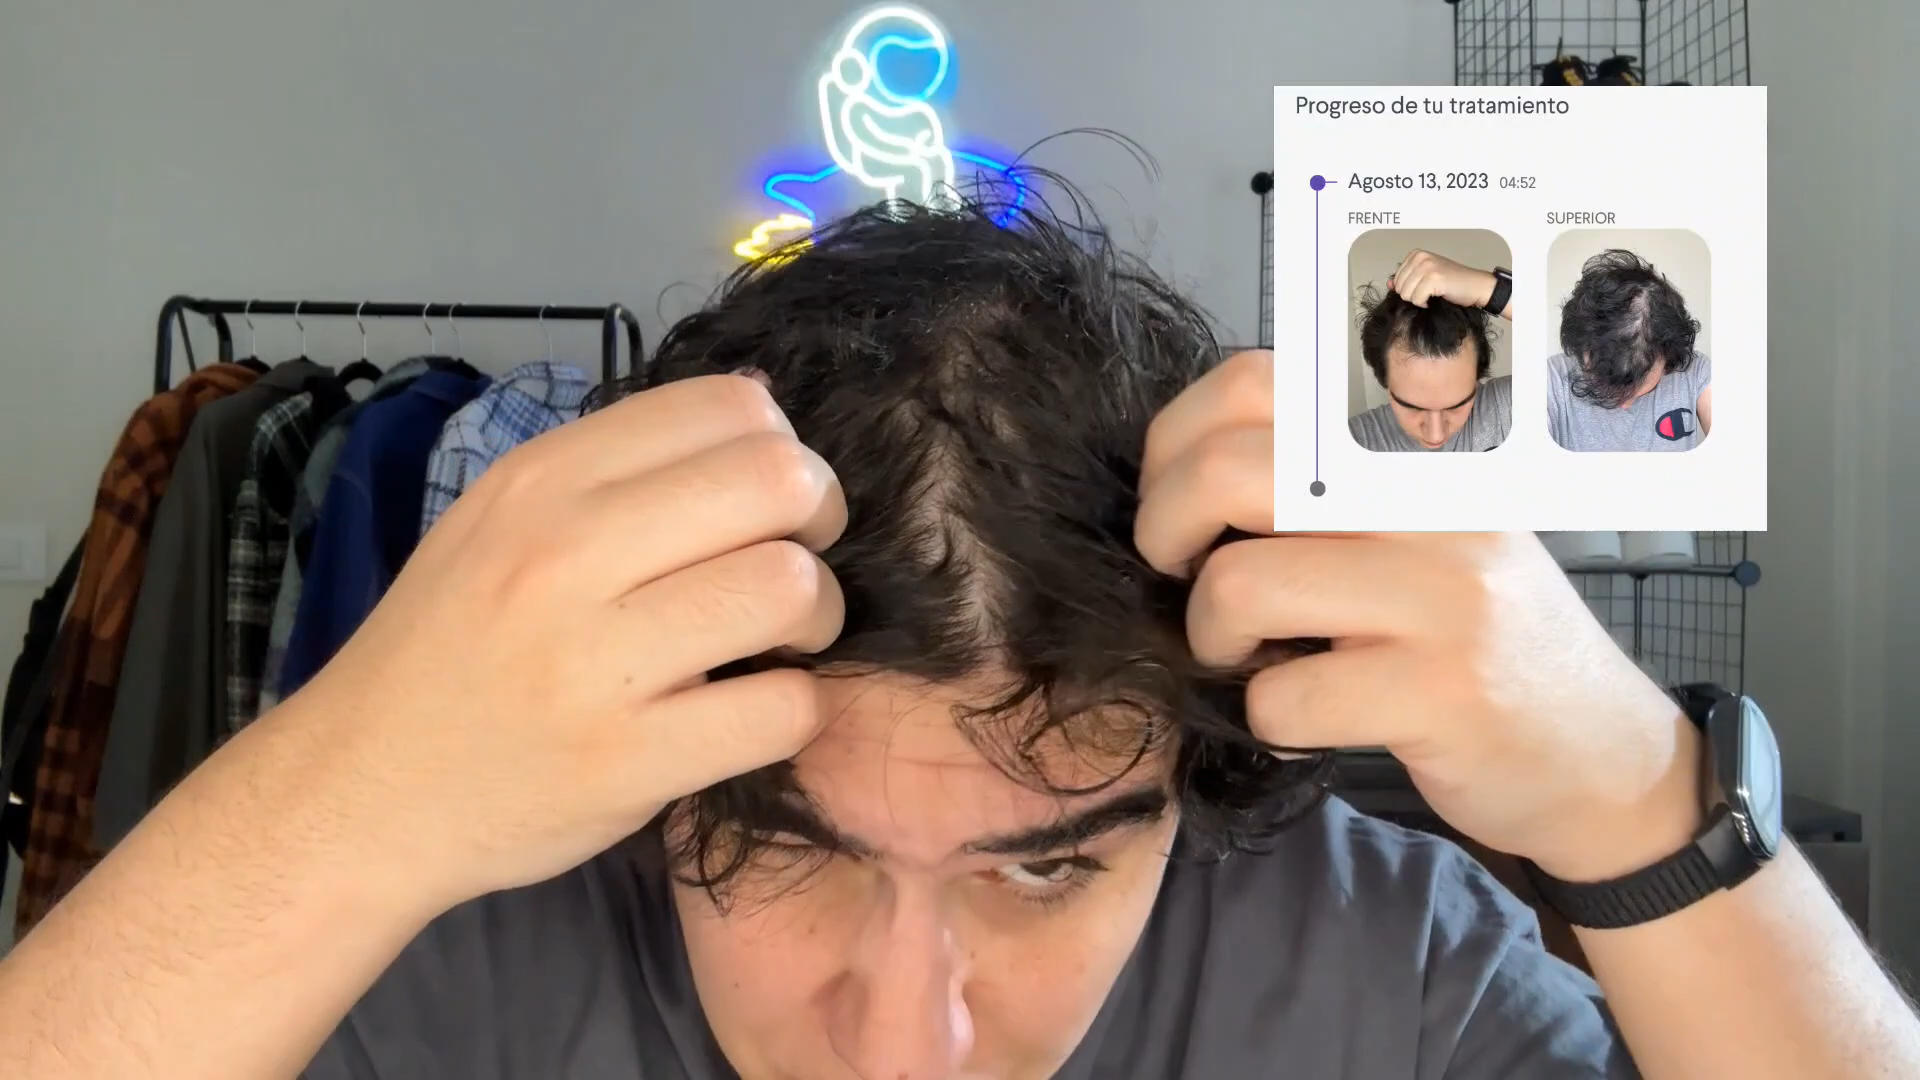 Progreso de tu tratamiento
Agosto 13, 2023 04:52
FRENTE
SUPERIOR